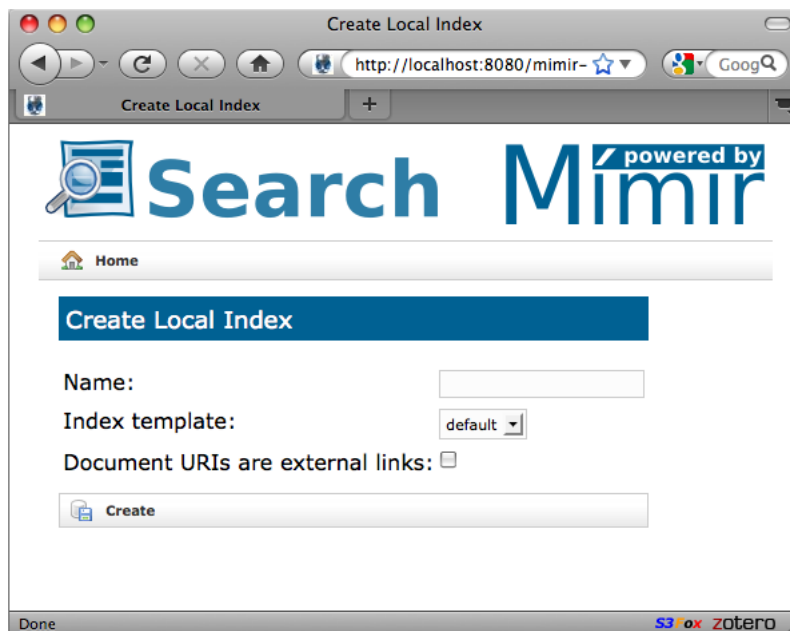 Create Local Index
http://localhost:8080/mimir-
Goog
Create Local Index
+
Search
powered by
Mímir
Home
Create Local Index
Name:
Index template:
default
Document URIs are external links:
Create
Done
S3Fox zotero